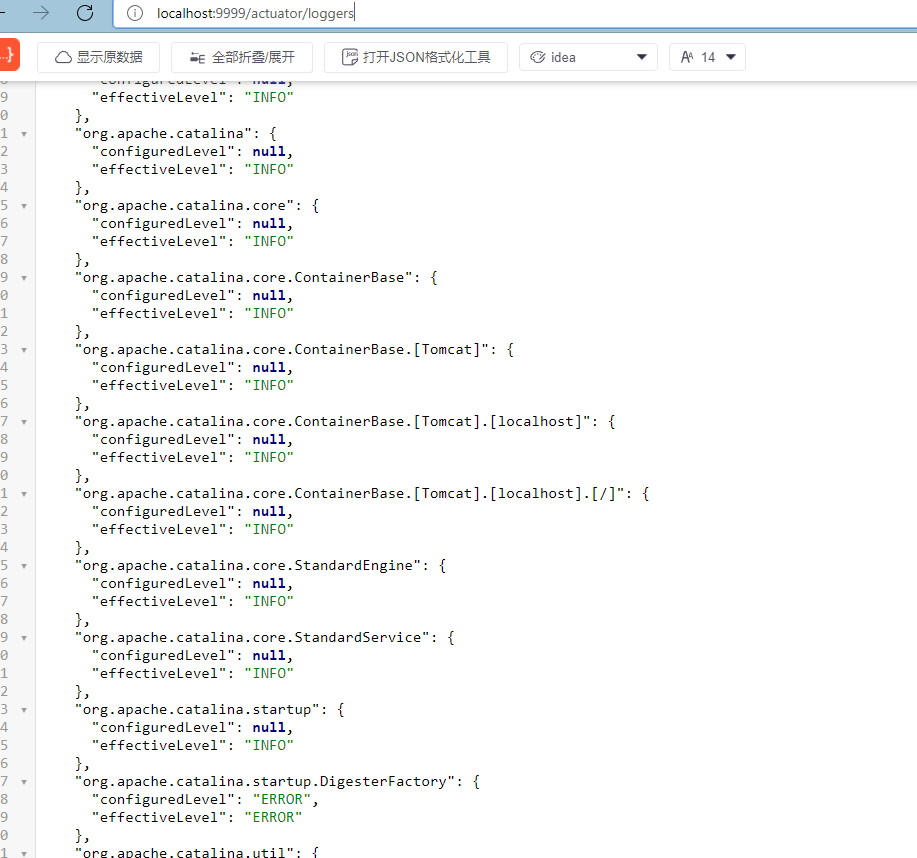 localhost:9999/actuator/loggers
...}
显示原数据 全部折叠/展开 打开JSON格式化工具 idea 14
"configuredLevel": null,
9 "effectiveLevel": "INFO"
0 },
1 "org.apache.catalina": {
2 "configuredLevel": null,
3 "effectiveLevel": "INFO"
4 },
5 "org.apache.catalina.core": {
6 "configuredLevel": null,
7 "effectiveLevel": "INFO"
8 },
9 "org.apache.catalina.core.ContainerBase": {
0 "configuredLevel": null,
1 "effectiveLevel": "INFO"
2 },
3 "org.apache.catalina.core.ContainerBase.[Tomcat]": {
4 "configuredLevel": null,
5 "effectiveLevel": "INFO"
6 },
7 "org.apache.catalina.core.ContainerBase.[Tomcat].[localhost]": {
8 "configuredLevel": null,
9 "effectiveLevel": "INFO"
0 },
1 "org.apache.catalina.core.ContainerBase.[Tomcat].[localhost].[/]": {
2 "configuredLevel": null,
3 "effectiveLevel": "INFO"
4 },
5 "org.apache.catalina.core.StandardEngine": {
6 "configuredLevel": null,
7 "effectiveLevel": "INFO"
8 },
9 "org.apache.catalina.core.StandardService": {
0 "configuredLevel": null,
1 "effectiveLevel": "INFO"
2 },
3 "org.apache.catalina.startup": {
4 "configuredLevel": null,
5 "effectiveLevel": "INFO"
6 },
7 "org.apache.catalina.startup.DigesterFactory": {
8 "configuredLevel": "ERROR",
9 "effectiveLevel": "ERROR"
0 },
1 "org.apache.catalina.util": {